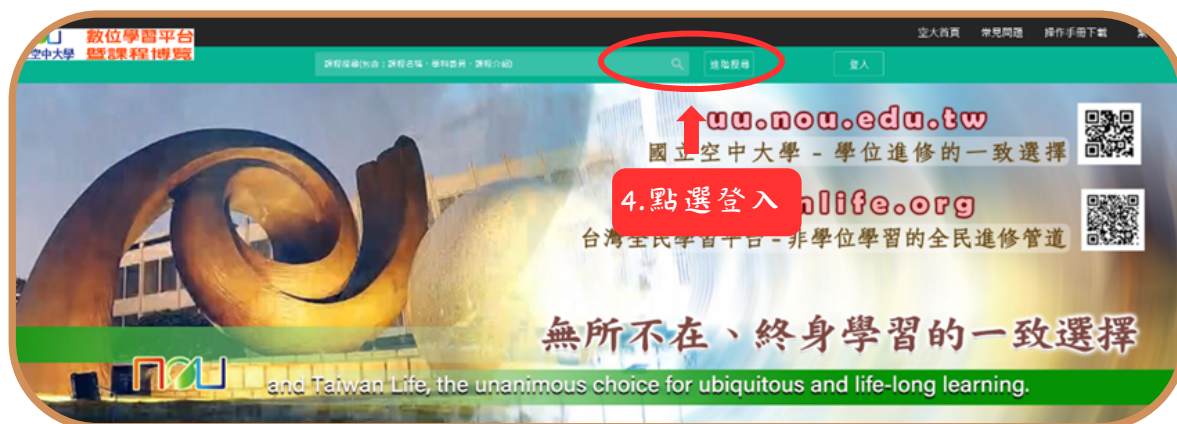 空大首頁 常見問題 操作手冊下載
數位學習平台
空中大學 暨課程博覽
進階搜尋 登入
uu.nou.edu.tw
國立空中大學 - 學位進修的一致選擇
4.點選登入
nlife.org
台灣全民學習平台 - 非學位學習的全民進修管道
無所不在、終身學習的一致選擇
nou
and Taiwan Life, the unanimous choice for ubiquitous and life-long learning.